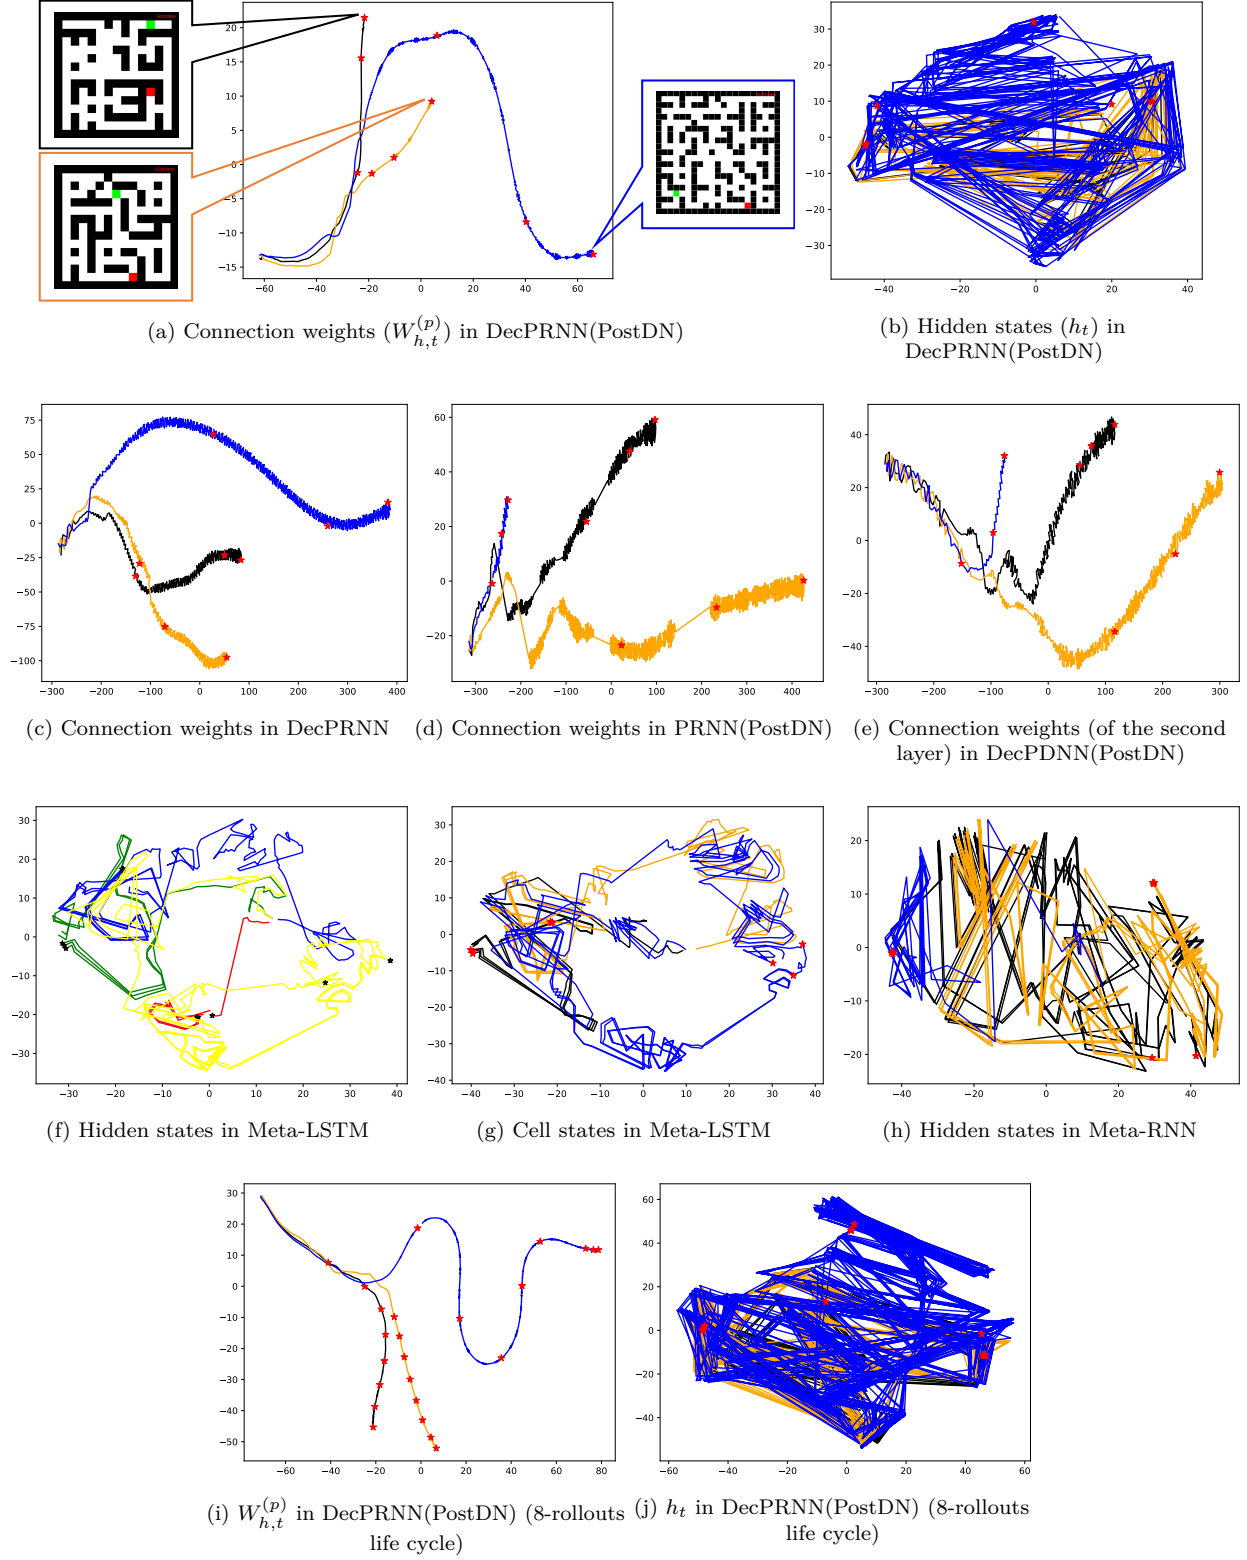 (a) Connection weights (W_{h,t}^{(p)}) in DecPRNN(PostDN)
(b) Hidden states (h_t) in
DecPRNN(PostDN)
(c) Connection weights in DecPRNN
(d) Connection weights in PRNN(PostDN)
(e) Connection weights (of the second
layer) in DecPDNN(PostDN)
(f) Hidden states in Meta-LSTM
(g) Cell states in Meta-LSTM
(h) Hidden states in Meta-RNN
(i) W_{h,t}^{(p)} in DecPRNN(PostDN) (8-rollouts
life cycle)
(j) h_t in DecPRNN(PostDN) (8-rollouts
life cycle)